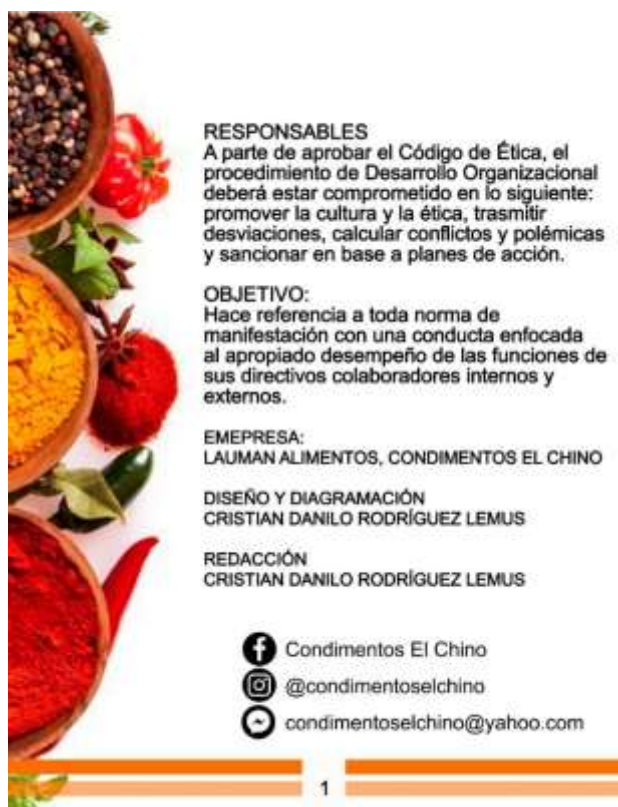 RESPONSABLES
A parte de aprobar el Código de Ética, el
procedimiento de Desarrollo Organizacional
deberá estar comprometido en lo siguiente:
promover la cultura y la ética, trasmitir
desviaciones, calcular conflictos y polémicas
y sancionar en base a planes de acción.
OBJETIVO:
Hace referencia a toda norma de
manifestación con una conducta enfocada
al apropiado desempeño de las funciones de
sus directivos colaboradores internos y
externos.
EMEPRESA:
LAUMAN ALIMENTOS, CONDIMENTOS EL CHINO
DISEÑO Y DIAGRAMACIÓN
CRISTIAN DANILO RODRÍGUEZ LEMUS
REDACCIÓN
CRISTIAN DANILO RODRÍGUEZ LEMUS
Condimentos El Chino
@condimentoselchino
condimentoselchino@yahoo.com
1